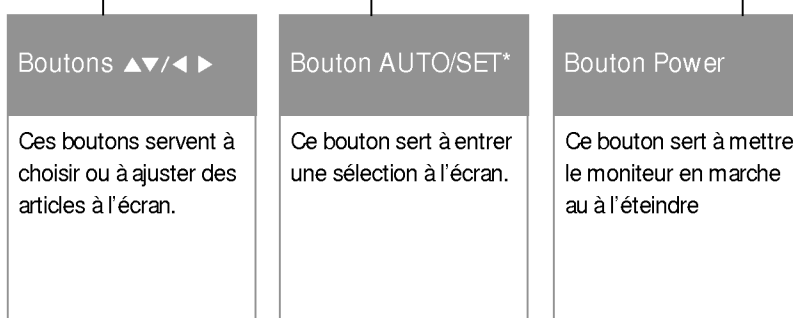 Boutons ▲▼/◀ ▶
Ces boutons servent à
choisir ou à ajuster des
articles à l'écran.
Bouton AUTO/SET*
Ce bouton sert à entrer
une sélection à l'écran.
Bouton Power
Ce bouton sert à mettre
le moniteur en marche
au à l'éteindre